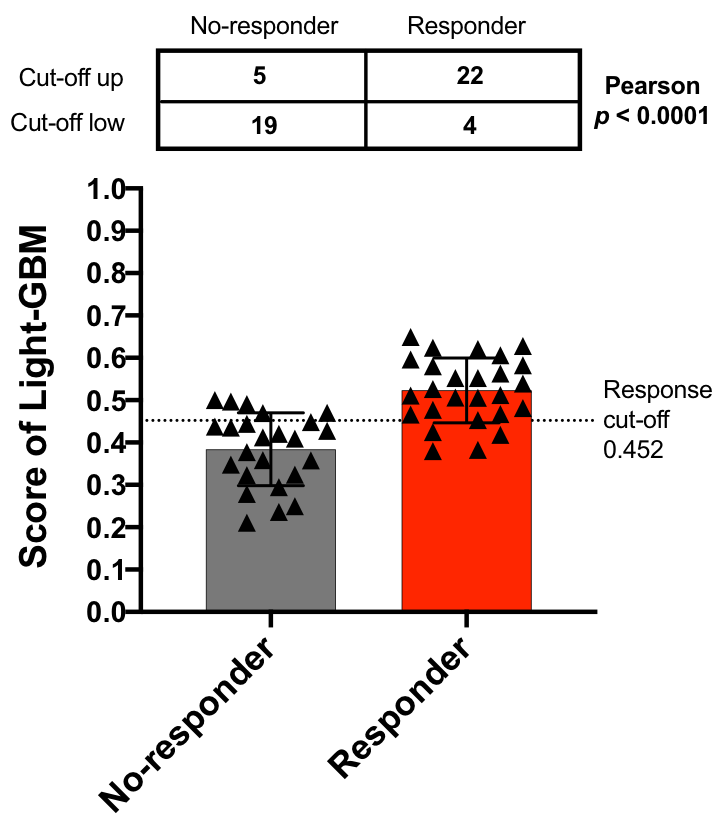 No-responder Responder
Cut-off up 5 22
Cut-off low 19 4
Pearson
p < 0.0001
Score of Light-GBM
1.0
0.9
0.8
0.7
0.6
0.5
0.4
0.3
0.2
0.1
0.0
Response
cut-off
0.452
No-responder
Responder